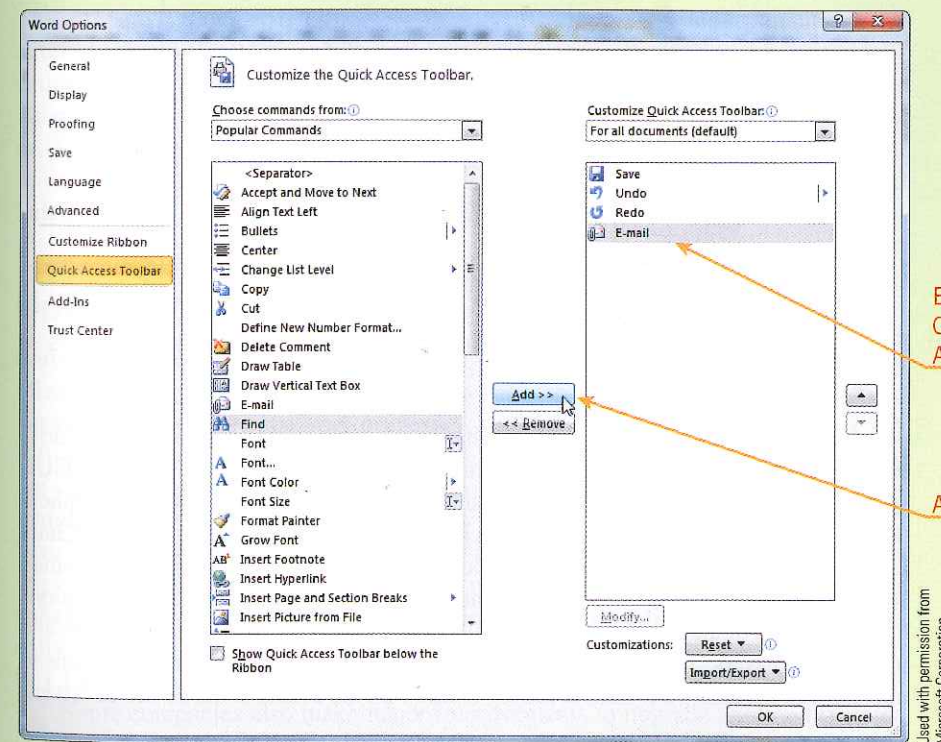 Word Options
General
Display
Proofing
Save
Language
Advanced
Customize Ribbon
Quick Access Toolbar
Add-Ins
Trust Center
Customize the Quick Access Toolbar.
Choose commands from:
Popular Commands
<Separator>
Accept and Move to Next
Align Text Left
Bullets
Center
Change List Level
Copy
Cut
Define New Number Format...
Delete Comment
Draw Table
Draw Vertical Text Box
E-mail
Find
Font
Font...
Font Color
Font Size
Format Painter
Grow Font
Insert Footnote
Insert Hyperlink
Insert Page and Section Breaks
Insert Picture from File
Show Quick Access Toolbar below the
Ribbon
Add >>
<< Remove
Customize Quick Access Toolbar:
For all documents (default)
Save
Undo
Redo
E-mail
Modify...
Customizations:
Reset
Import/Export
OK
Cancel
A
Used with permission from
Microsoft Corporation